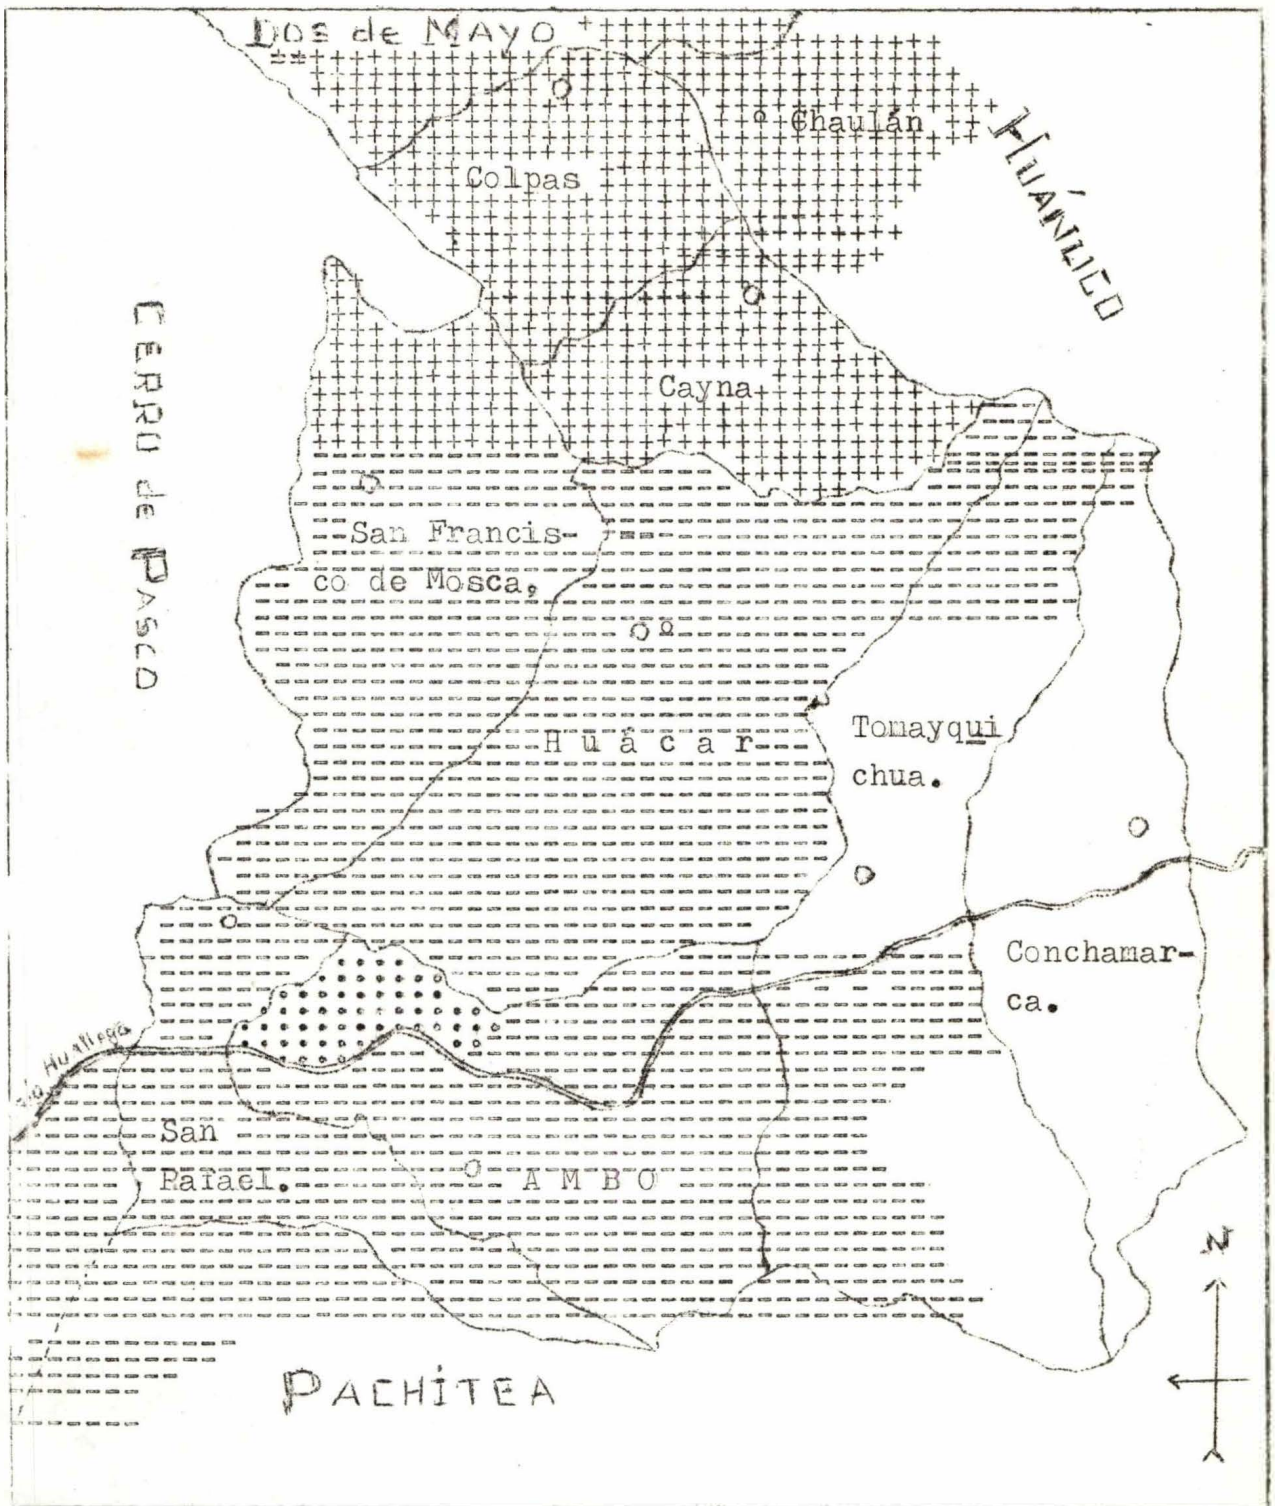 DOS de MAYO
Chaulán
HUÁNUCO
Colpas
CERRO de PASCO
Cayna
San Francis-
co de Mosca.
Huácar
Tomayqui
chua.
Conchamar-
ca.
Río Huallaga
San
Rafael.
AMBO
N
PACHITEA